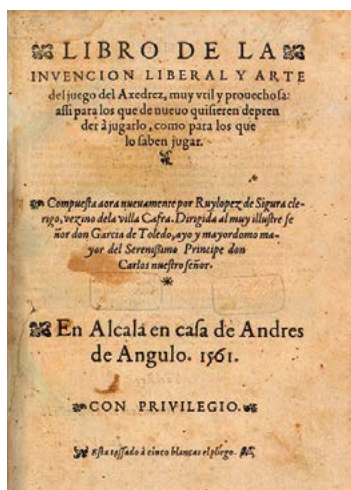 LIBRO DE LA
INVENCION LIBERAL Y ARTE
del juego del Axedrez, muy vtil y prouechosa:
assi para los que de nueuo quisieren depren
der à jugarlo, como para los que
lo saben jugar.
Compuesta aora nueuamente por Ruylopez de Sigura cle-
rigo, vezino dela villa Cafra. Dirigida al muy illustre se
ñor don Garcia de Toledo, ayo y mayordomo ma-
yor del Serenissimo Principe don
Carlos nuestro señor.
En Alcala en casa de Andres
de Angulo. 1561.
CON PRIVILEGIO.
Esta tassado à cinco blancas el pliego.